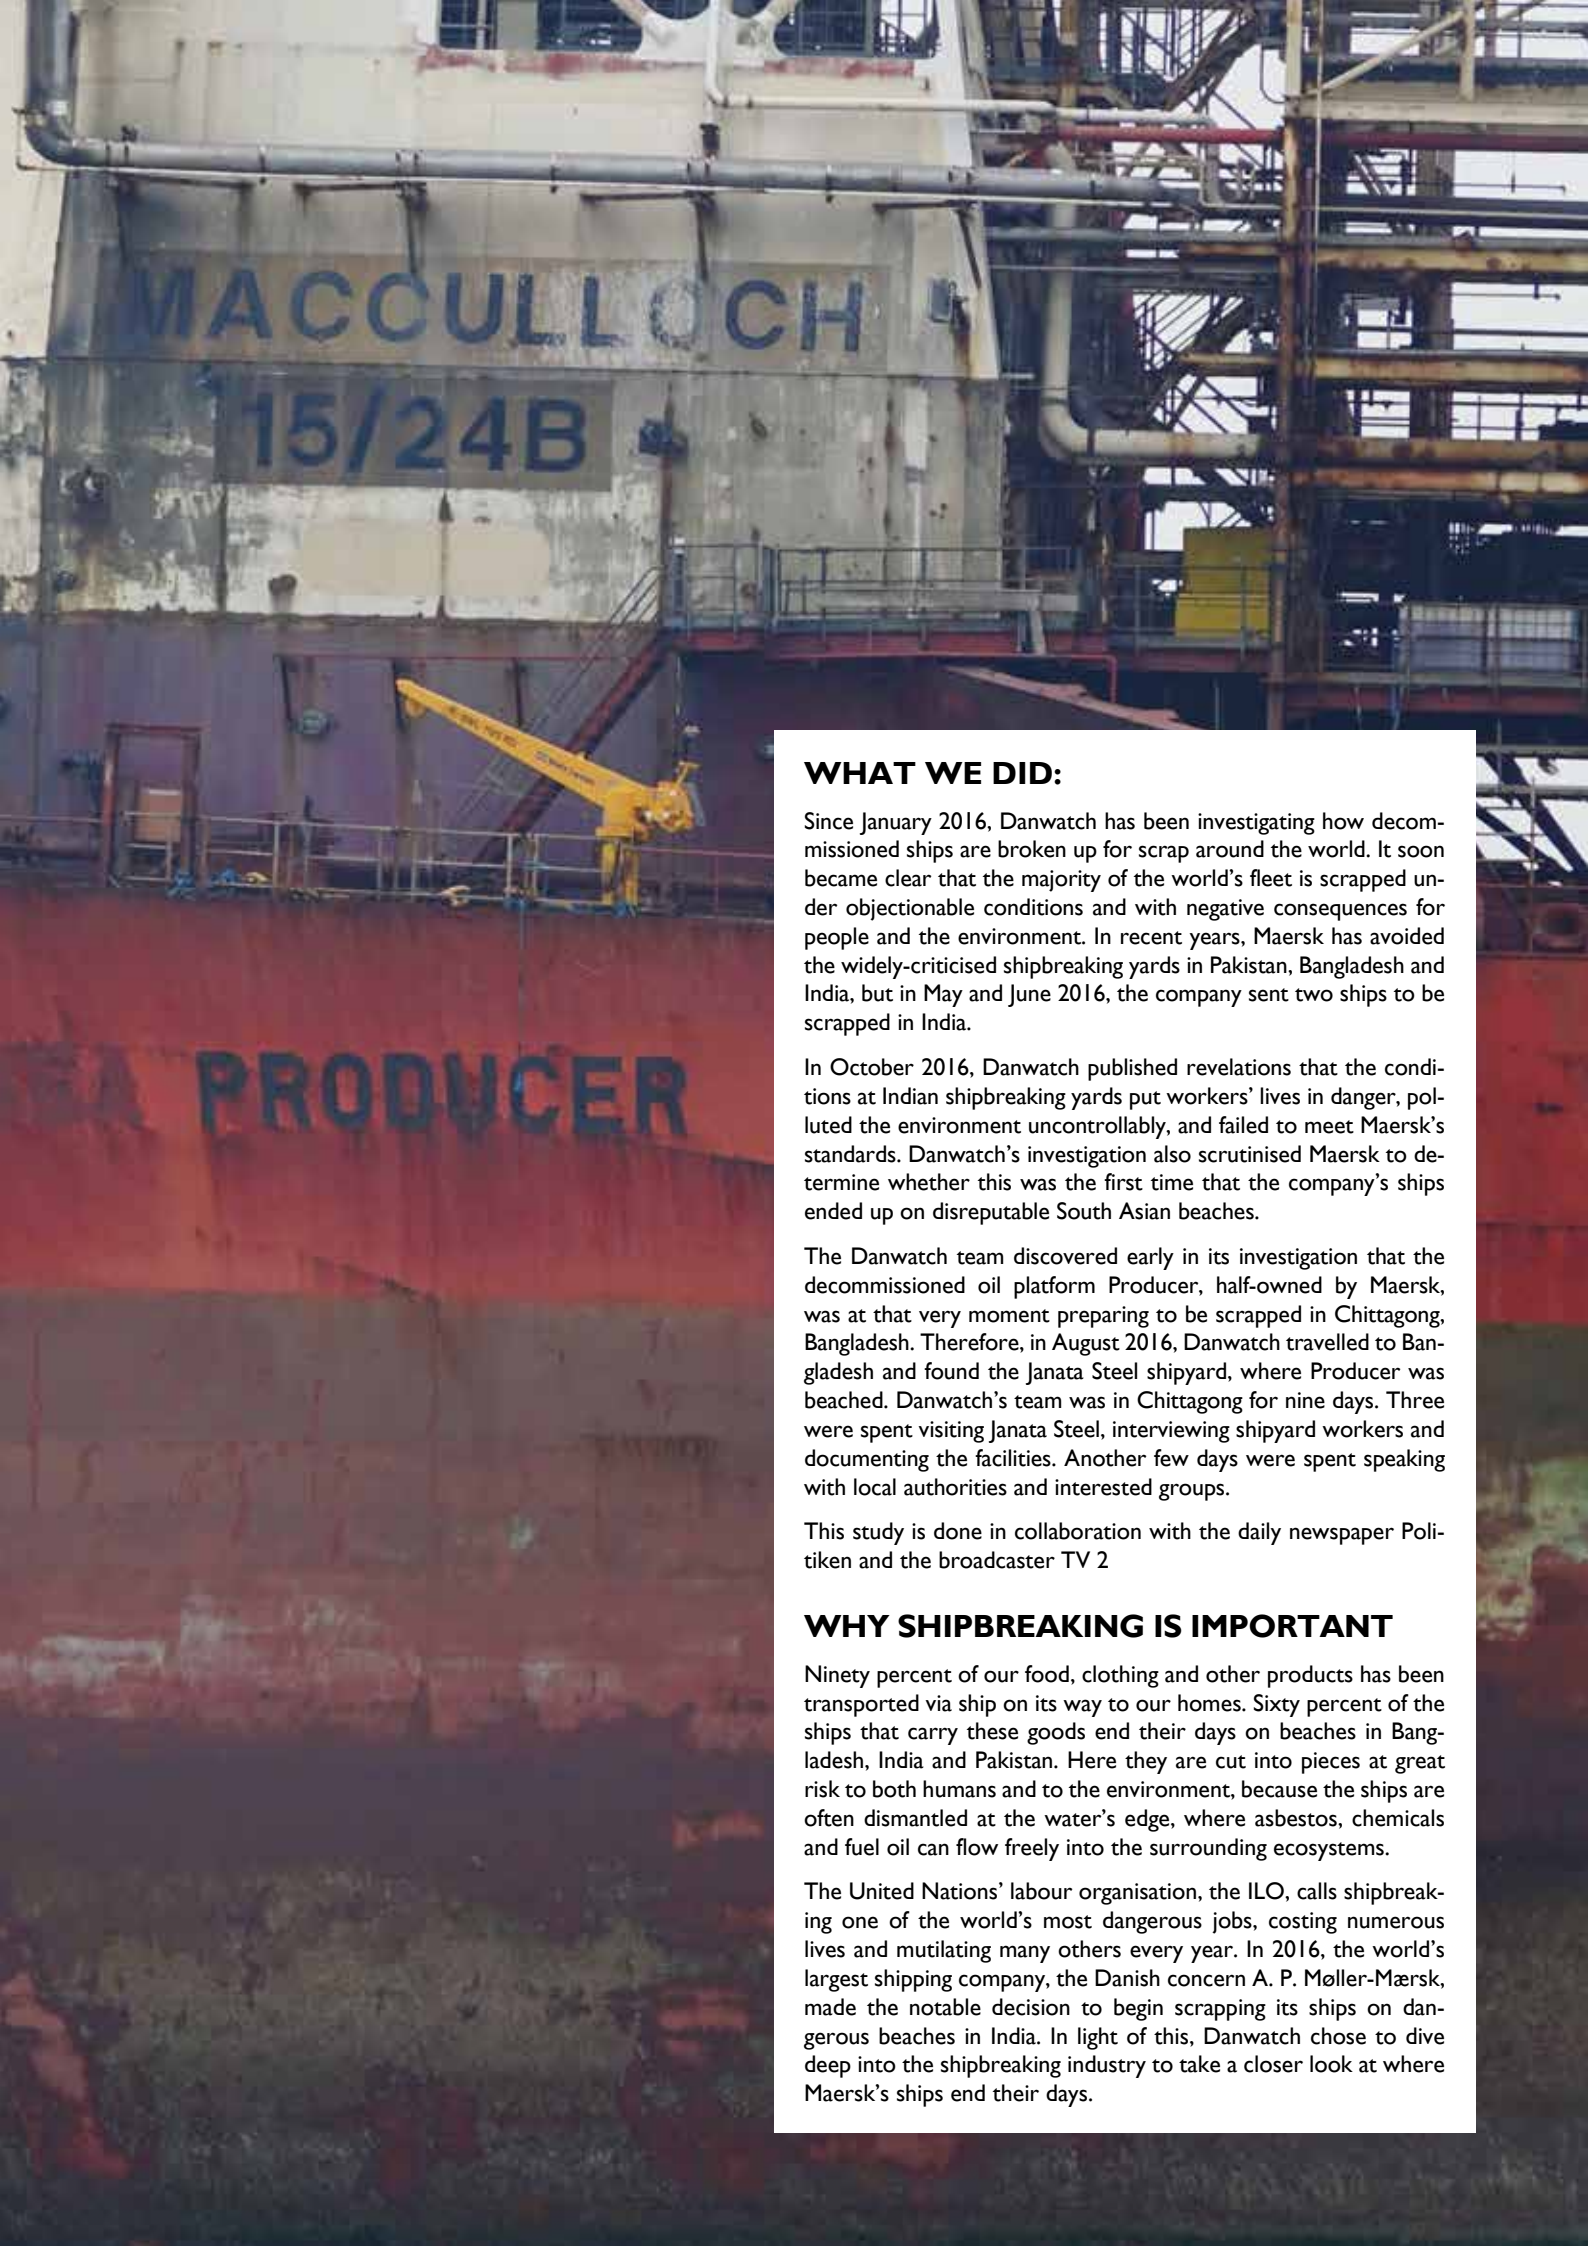 MACCULLOCH
15/24B
PRODUCER
WHAT WE DID:
Since January 2016, Danwatch has been investigating how decom-
missioned ships are broken up for scrap around the world. It soon
became clear that the majority of the world's fleet is scrapped un-
der objectionable conditions and with negative consequences for
people and the environment. In recent years, Maersk has avoided
the widely-criticised shipbreaking yards in Pakistan, Bangladesh and
India, but in May and June 2016, the company sent two ships to be
scrapped in India.
In October 2016, Danwatch published revelations that the condi-
tions at Indian shipbreaking yards put workers' lives in danger, pol-
luted the environment uncontrollably, and failed to meet Maersk's
standards. Danwatch's investigation also scrutinised Maersk to de-
termine whether this was the first time that the company's ships
ended up on disreputable South Asian beaches.
The Danwatch team discovered early in its investigation that the
decommissioned oil platform Producer, half-owned by Maersk,
was at that very moment preparing to be scrapped in Chittagong,
Bangladesh. Therefore, in August 2016, Danwatch travelled to Ban-
gladesh and found the Janata Steel shipyard, where Producer was
beached. Danwatch's team was in Chittagong for nine days. Three
were spent visiting Janata Steel, interviewing shipyard workers and
documenting the facilities. Another few days were spent speaking
with local authorities and interested groups.
This study is done in collaboration with the daily newspaper Poli-
tiken and the broadcaster TV 2
WHY SHIPBREAKING IS IMPORTANT
Ninety percent of our food, clothing and other products has been
transported via ship on its way to our homes. Sixty percent of the
ships that carry these goods end their days on beaches in Bang-
ladesh, India and Pakistan. Here they are cut into pieces at great
risk to both humans and to the environment, because the ships are
often dismantled at the water's edge, where asbestos, chemicals
and fuel oil can flow freely into the surrounding ecosystems.
The United Nations' labour organisation, the ILO, calls shipbreak-
ing one of the world's most dangerous jobs, costing numerous
lives and mutilating many others every year. In 2016, the world's
largest shipping company, the Danish concern A. P. Møller-Mærsk,
made the notable decision to begin scrapping its ships on dan-
gerous beaches in India. In light of this, Danwatch chose to dive
deep into the shipbreaking industry to take a closer look at where
Maersk's ships end their days.